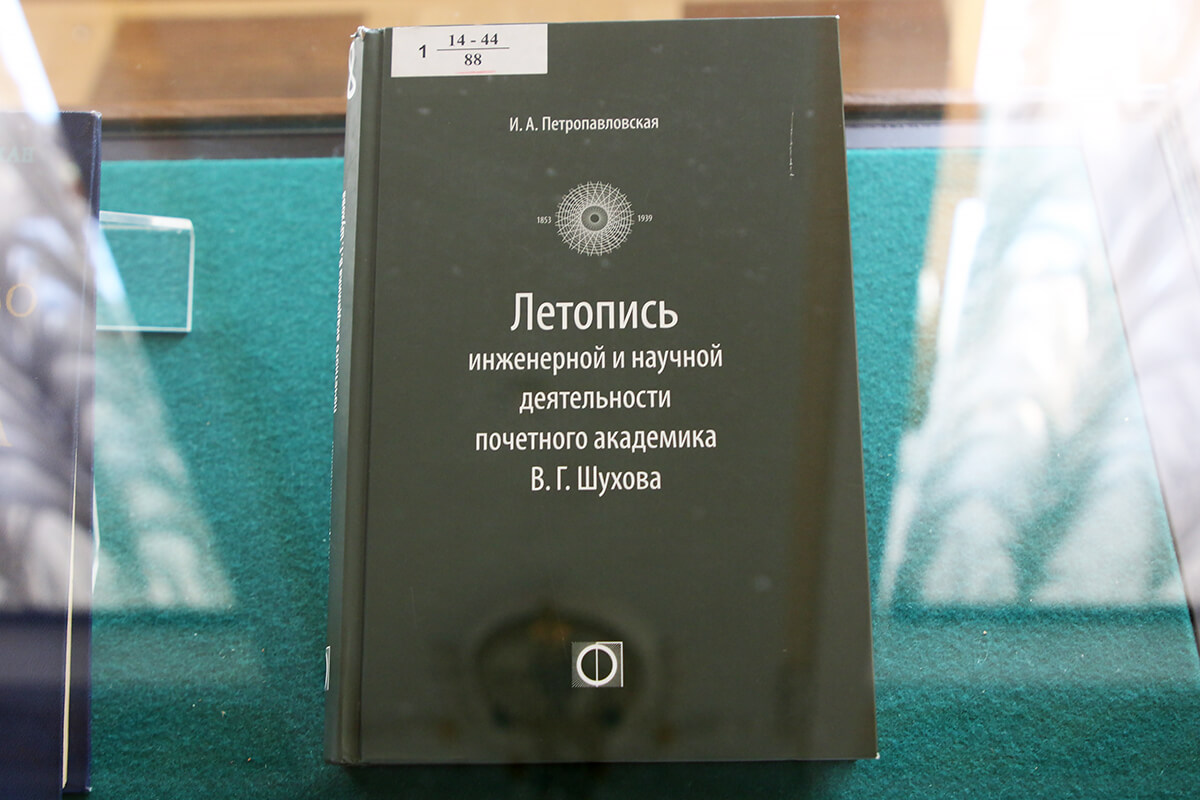 14 - 44
1
88
И. А. Петропавловская
1853
1939
Летопись
инженерной и научной
деятельности
почетного академика
В. Г. Шухова